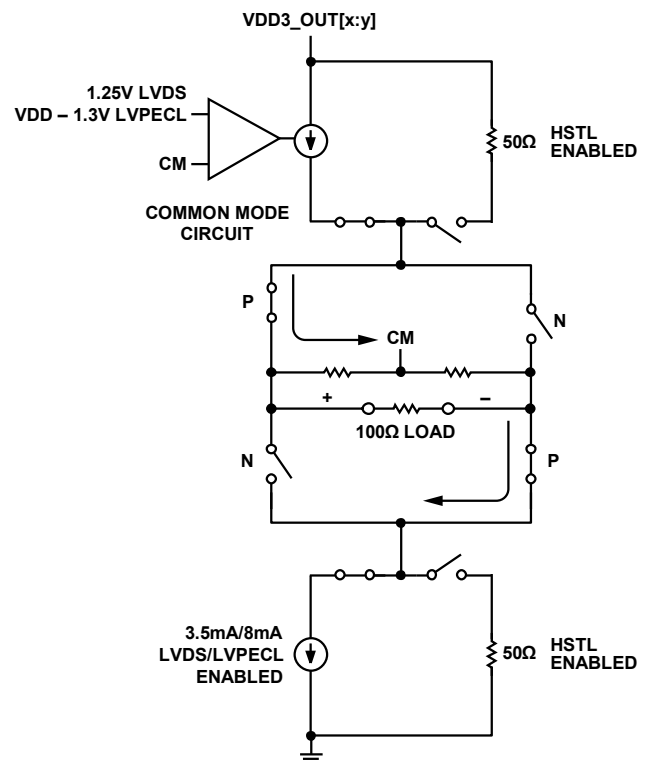 VDD3_OUT[x:y]
1.25V LVDS
VDD – 1.3V LVPECL
CM
COMMON MODE
CIRCUIT
50Ω
HSTL
ENABLED
P
N
CM
+
–
100Ω LOAD
N
P
3.5mA/8mA
LVDS/LVPECL
ENABLED
50Ω
HSTL
ENABLED